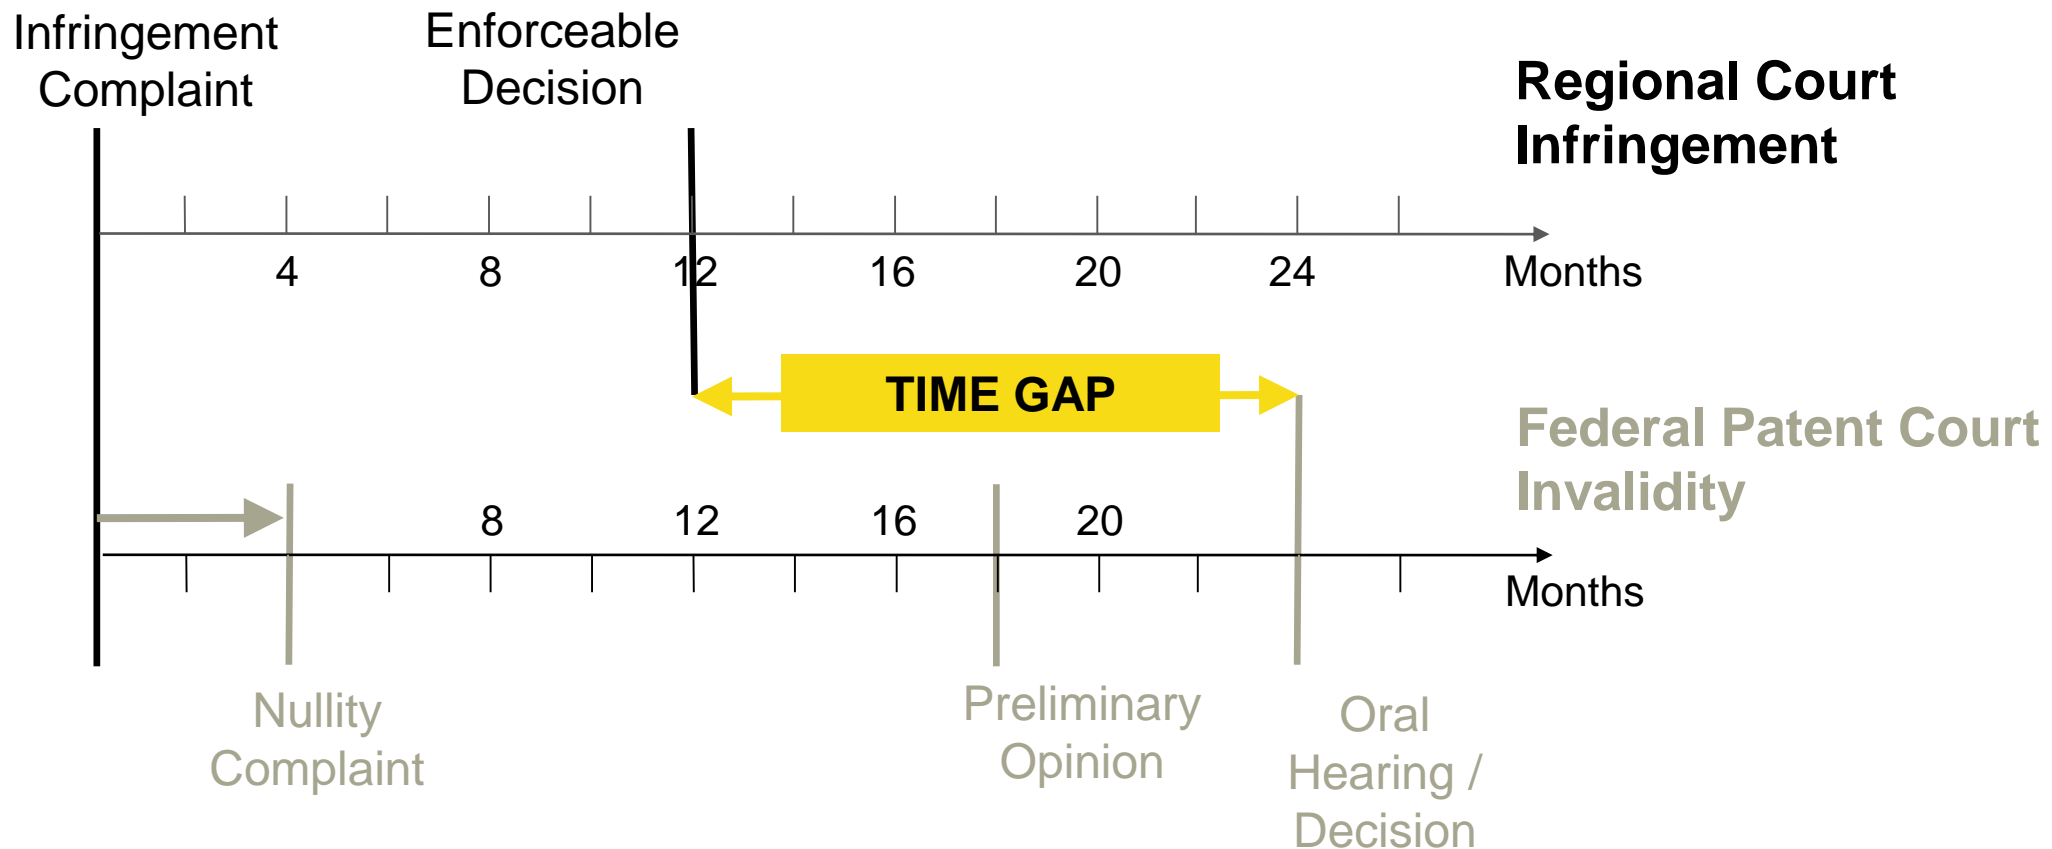 Infringement
Complaint
Enforceable
Decision
Regional Court
Infringement
4 8 12 16 20 24 Months
TIME GAP
Federal Patent Court
Invalidity
8 12 16 20
Months
Nullity
Complaint
Preliminary
Opinion
Oral
Hearing /
Decision